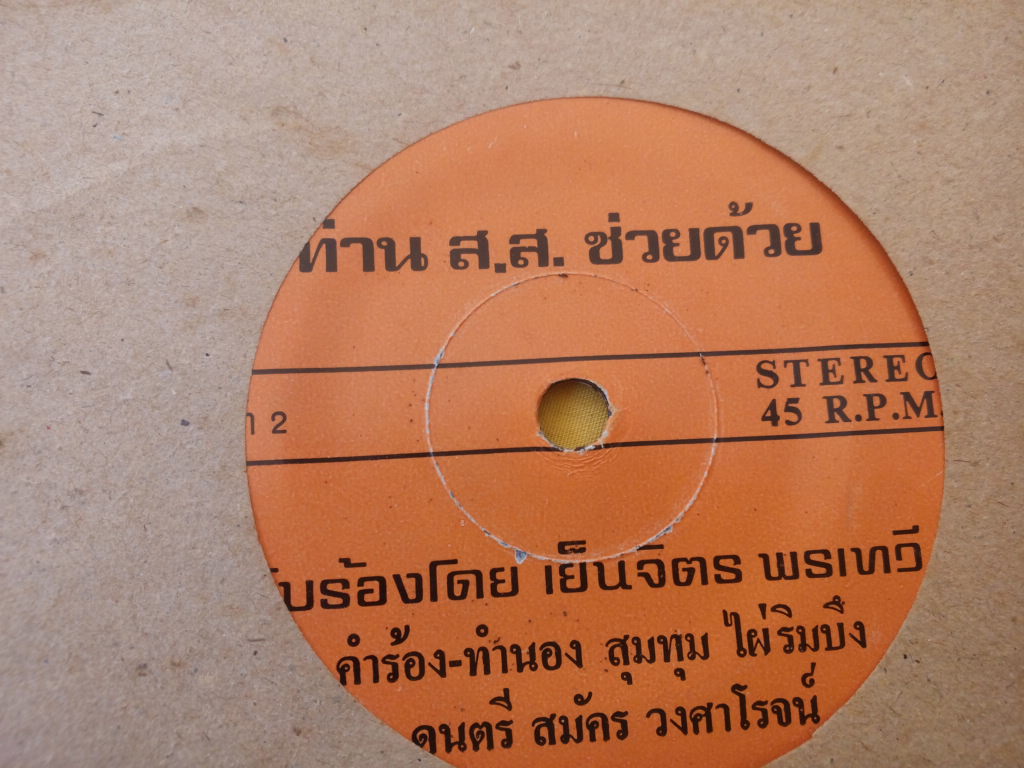 ท่าน ส.ส. ช่วยด้วย
STEREO
2
45 R.P.M.
ขับร้องโดย เย็นจิตร พรเทวี
คำร้อง-ทำนอง สุมทุม ไผ่ริมบึง
ดนตรี สมัคร วงศาโรจน์